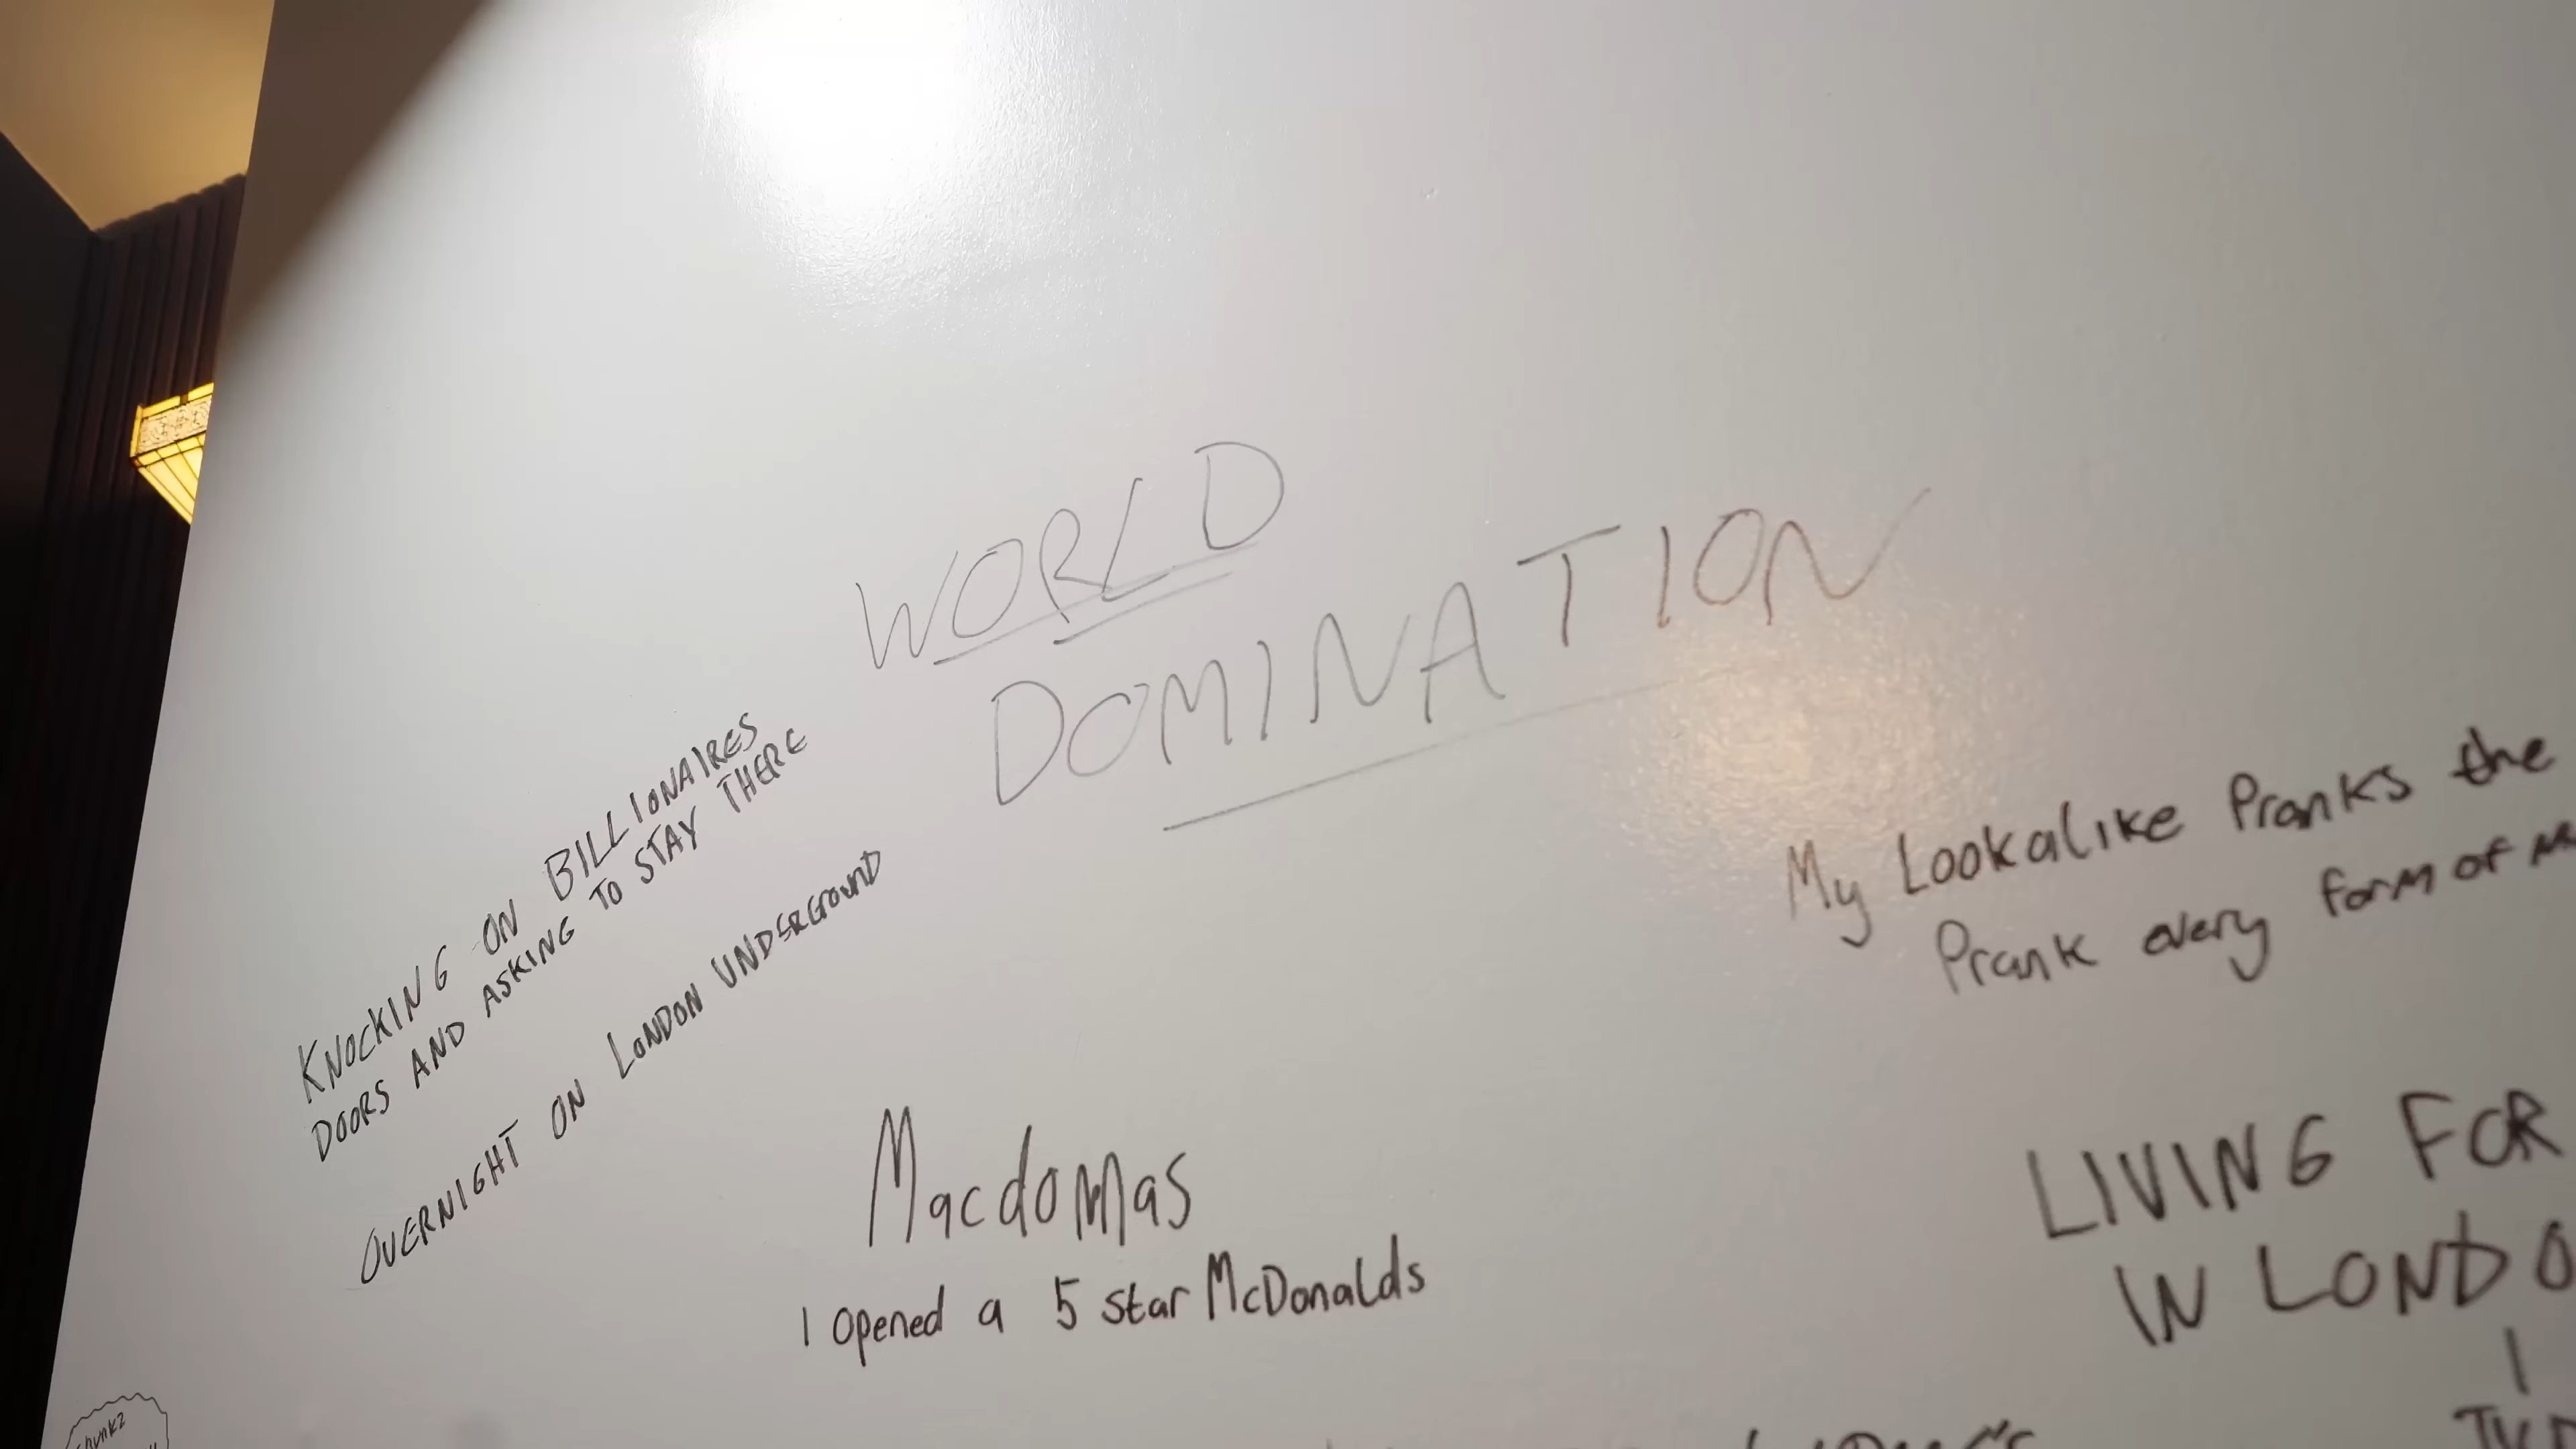 WORLD
DOMINATION
KNOCKING ON BILLIONAIRES
DOORS AND ASKING TO STAY THERE
OVERNIGHT ON LONDON UNDERGROUND
My Lookalike Pranks the
Prank every form of
Macdomas
I opened a 5 star McDonalds
LIVING FOR
IN LONDO